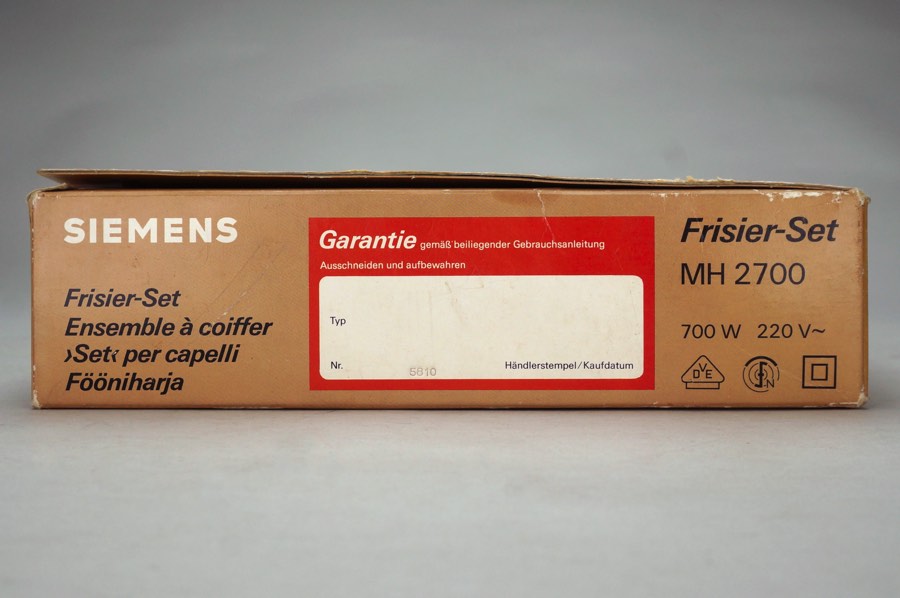 SIEMENS
Frisier-Set
Ensemble à coiffer
›Set‹ per capelli
Fööniharja
Garantie gemäß beiliegender Gebrauchsanleitung
Ausschneiden und aufbewahren
Typ
Nr. 5810 Händlerstempel/Kaufdatum
Frisier-Set
MH 2700
700 W 220 V~
DVE